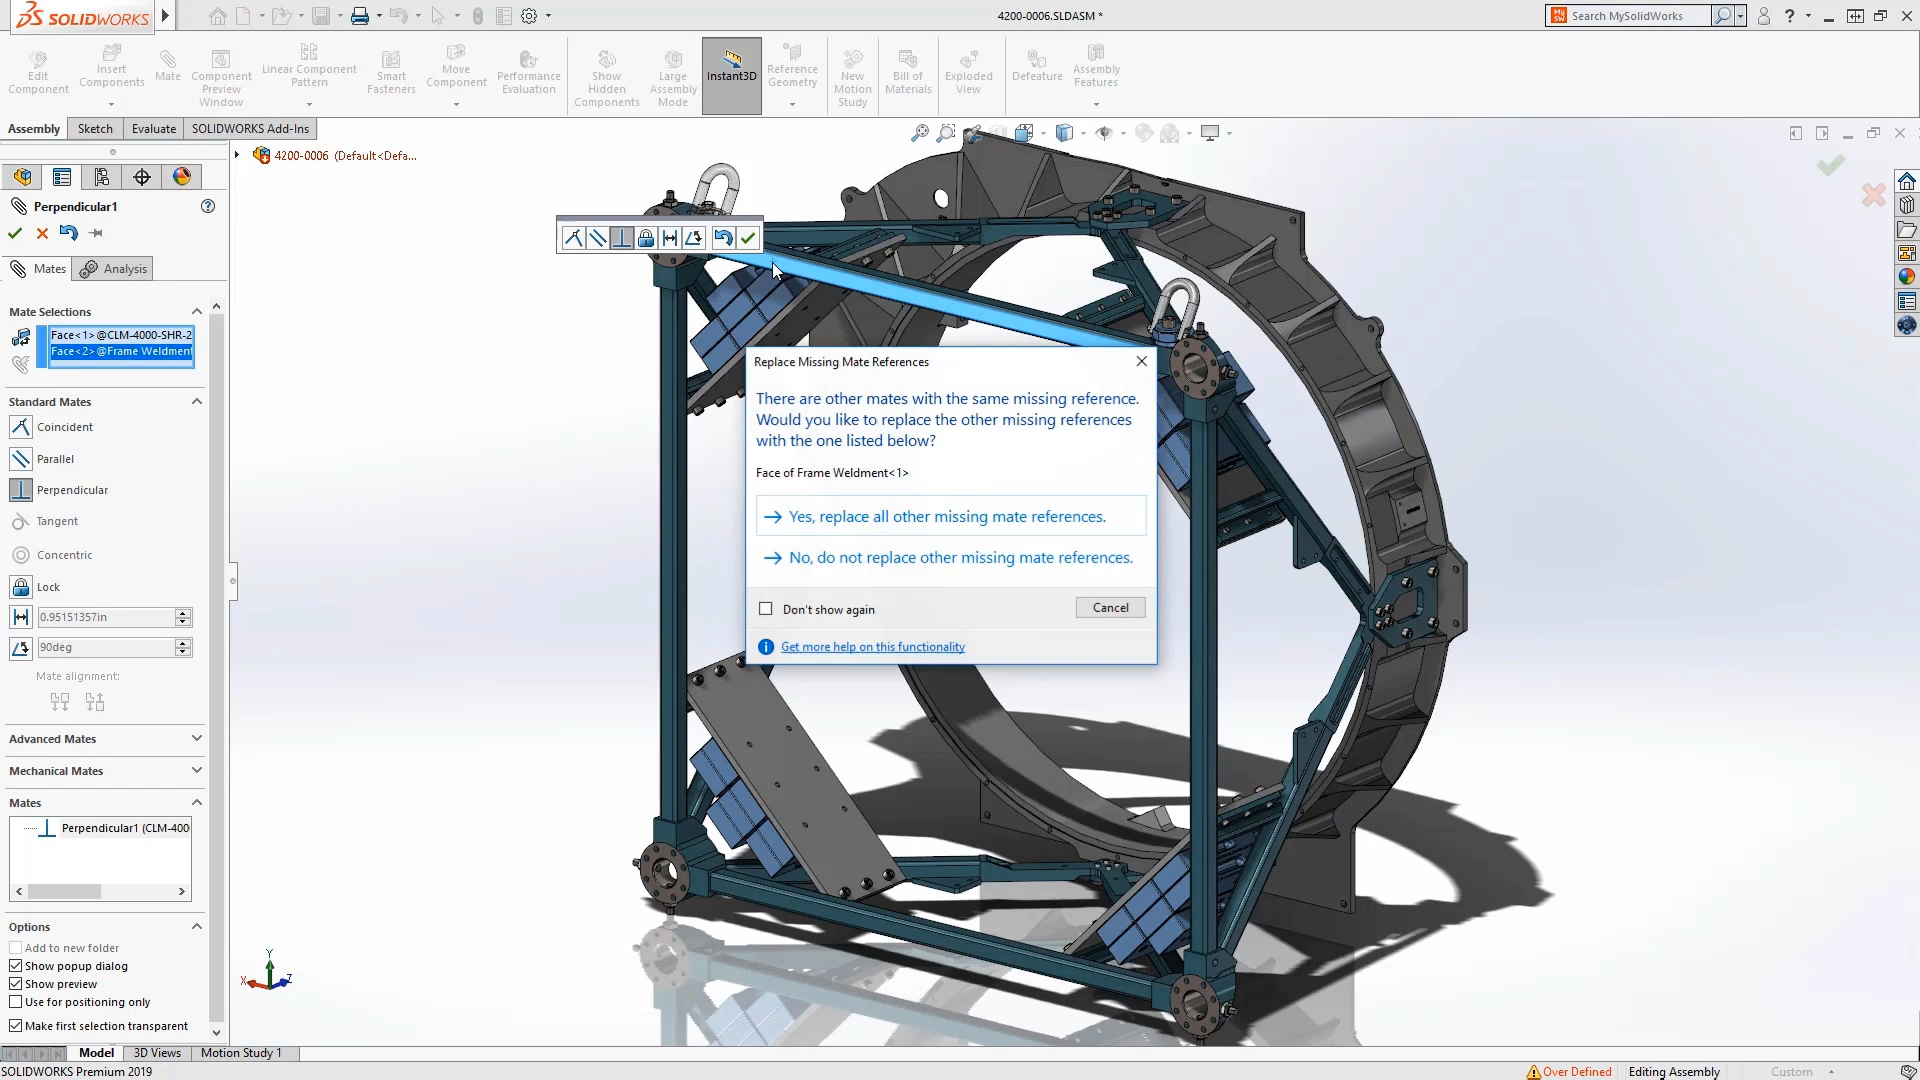 SOLIDWORKS
4200-0006.SLDASM *
Search MySolidWorks
Edit Component
Insert Components
Mate
Component Preview Window
Linear Component Pattern
Smart Fasteners
Move Component
Performance Evaluation
Show Hidden Components
Large Assembly Mode
Instant3D
Reference Geometry
New Motion Study
Bill of Materials
Exploded View
Defeature
Assembly Features
Assembly
Sketch
Evaluate
SOLIDWORKS Add-Ins
4200-0006 (Default<Defa...
Perpendicular1
Mates
Analysis
Mate Selections
Face<1>@CLM-4000-SHR-2
Face<2>@Frame Weldment
Standard Mates
Coincident
Parallel
Perpendicular
Tangent
Concentric
Lock
0.95151357in
90deg
Mate alignment:
Advanced Mates
Mechanical Mates
Mates
Perpendicular1 (CLM-400
Options
Add to new folder
Show popup dialog
Show preview
Use for positioning only
Make first selection transparent
Replace Missing Mate References
There are other mates with the same missing reference.
Would you like to replace the other missing references
with the one listed below?
Face of Frame Weldment<1>
Yes, replace all other missing mate references.
No, do not replace other missing mate references.
Don't show again
Cancel
Get more help on this functionality
Y
X
Z
Model
3D Views
Motion Study 1
SOLIDWORKS Premium 2019
Over Defined
Editing Assembly
Custom